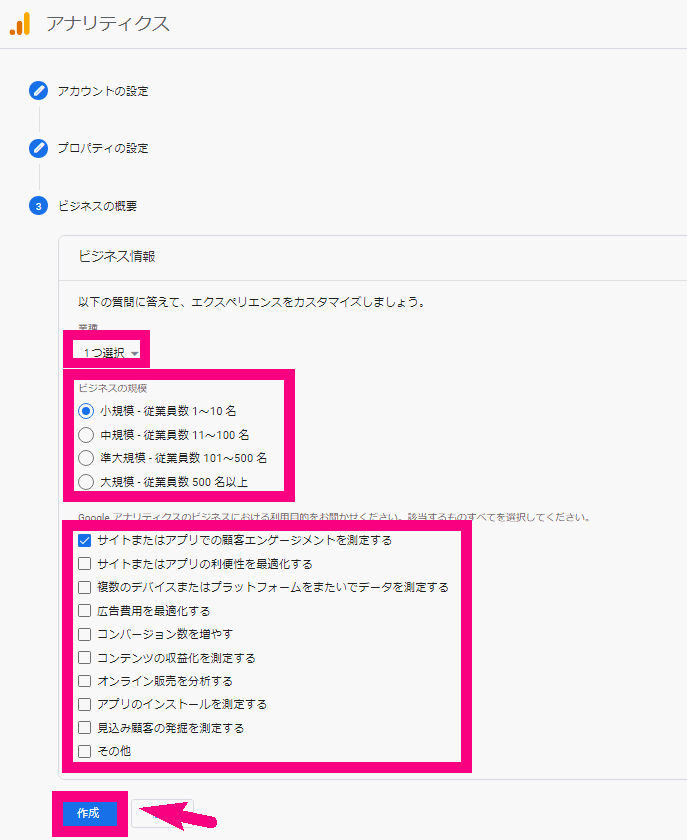 アナリティクス
アカウントの設定
プロパティの設定
3 ビジネスの概要
ビジネス情報
以下の質問に答えて、エクスペリエンスをカスタマイズしましょう。
業種
1つ選択
ビジネスの規模
小規模 - 従業員数 1～10 名
中規模 - 従業員数 11～100 名
準大規模 - 従業員数 101～500 名
大規模 - 従業員数 500 名以上
Google アナリティクスのビジネスにおける利用目的をお聞かせください。該当するものすべてを選択してください。
サイトまたはアプリでの顧客エンゲージメントを測定する
サイトまたはアプリの利便性を最適化する
複数のデバイスまたはプラットフォームをまたいでデータを測定する
広告費用を最適化する
コンバージョン数を増やす
コンテンツの収益化を測定する
オンライン販売を分析する
アプリのインストールを測定する
見込み顧客の発掘を測定する
その他
作成